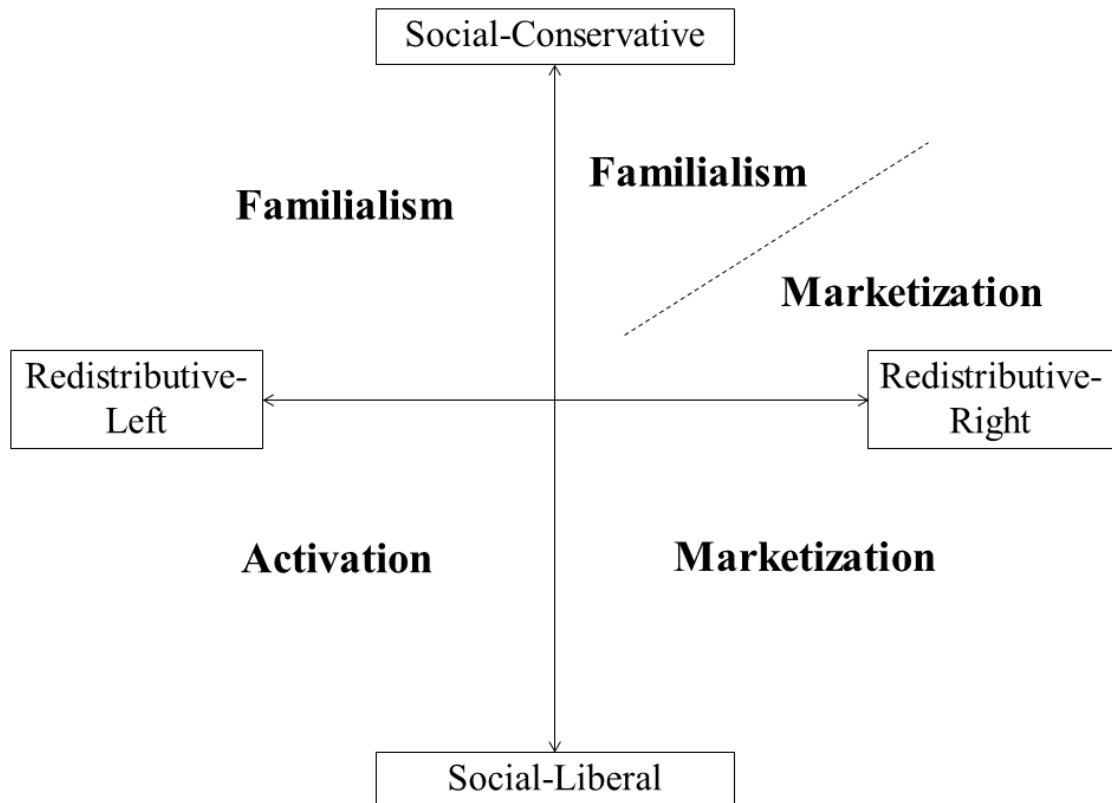 Social-Conservative
Familialism
Familialism
Marketization
Redistributive-
Left
Redistributive-
Right
Activation
Marketization
Social-Liberal